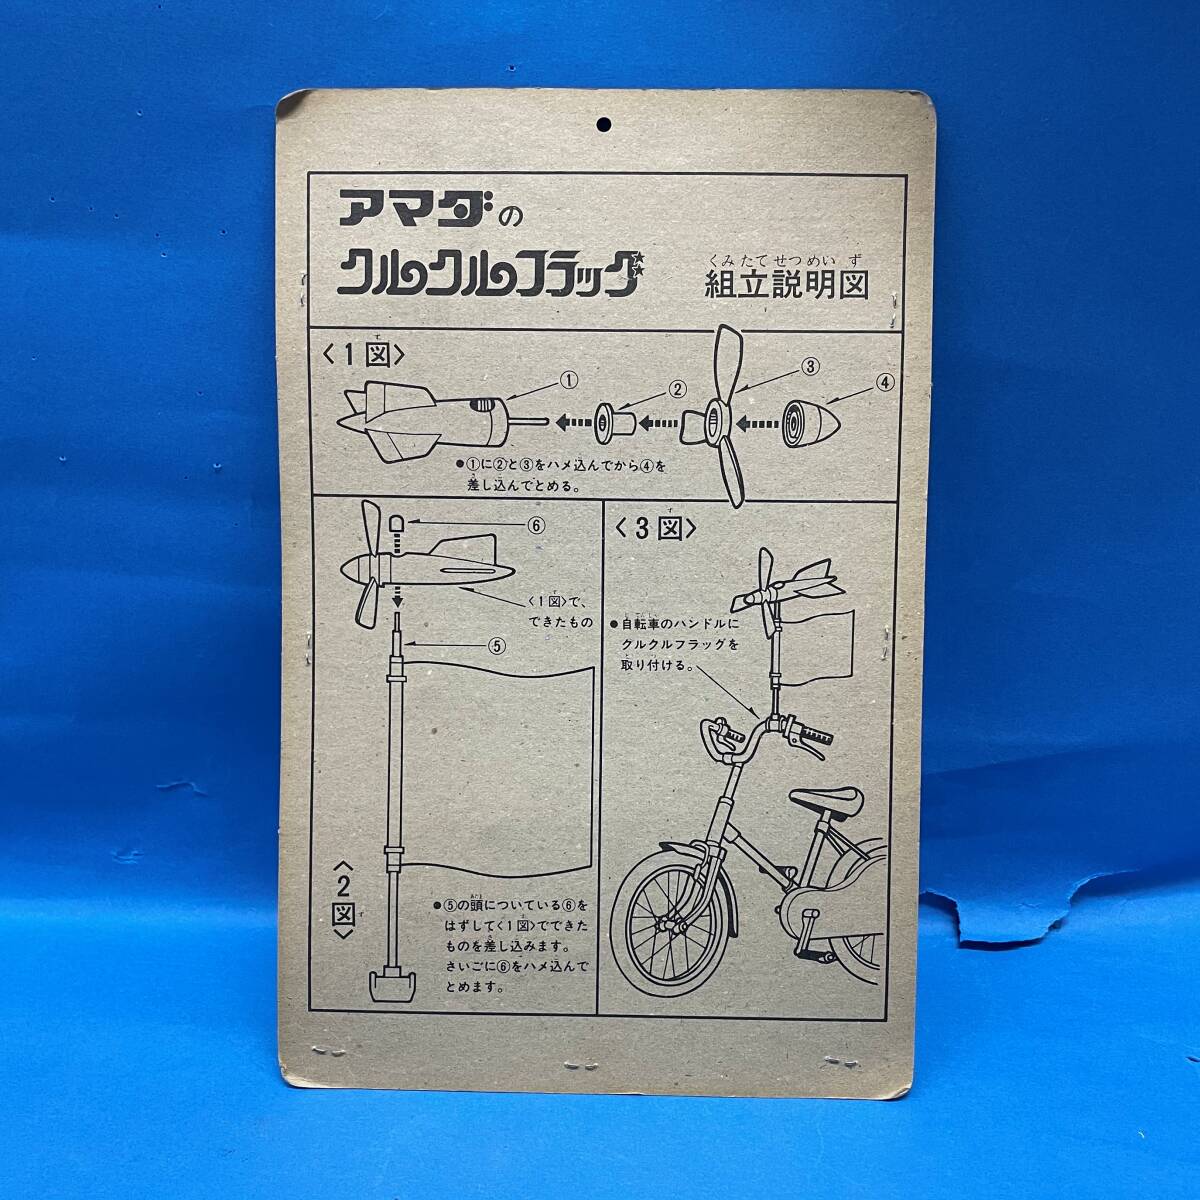 アマダの
クルクルフラッグ
くみ たて せつ めい ず
組立説明図
〈1図〉
ず
①
②
③
④
●①に②と③をハメ込んでから④を
差し込んでとめる。
⑥
〈1図〉で、
できたもの
⑤
〈2図〉
ず
●⑤の頭についている⑥を
はずして〈1図〉でできた
ものを差し込みます。
さいごに⑥をハメ込んで
とめます。
〈3図〉
ず
●自転車のハンドルに
クルクルフラッグを
取り付ける。